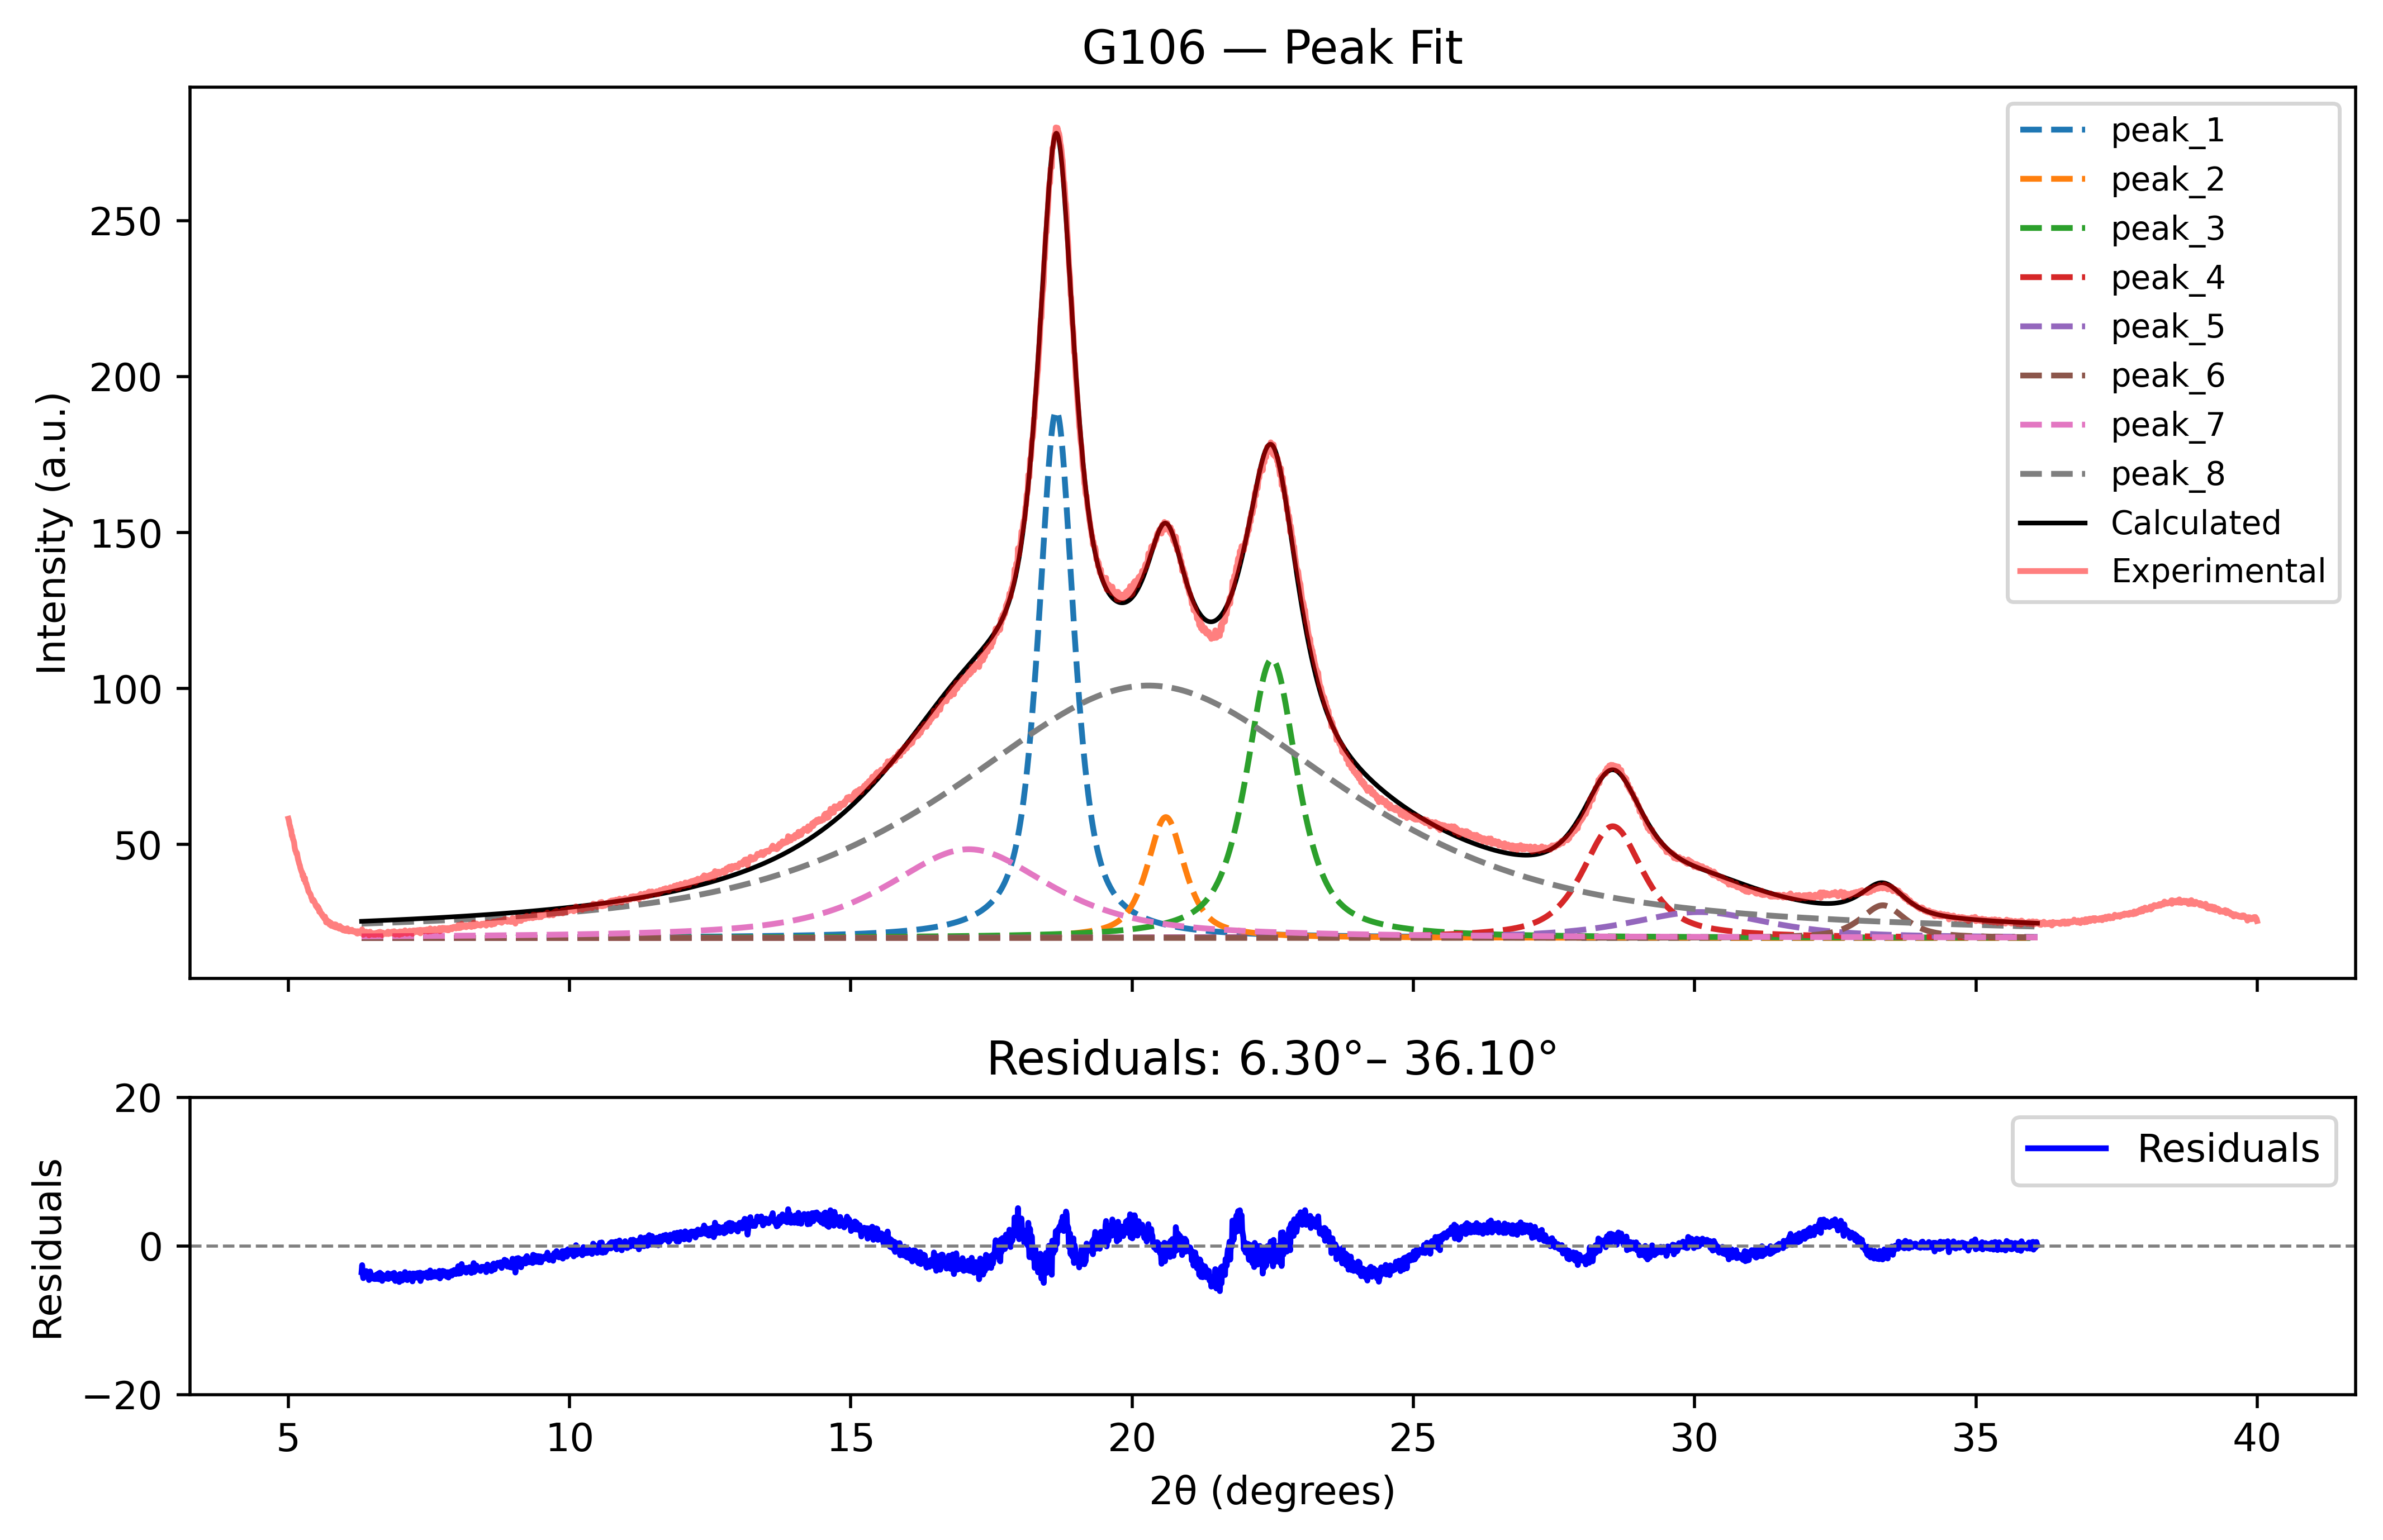 G106 — Peak Fit
Intensity (a.u.)
250
200
150
100
50
peak_1
peak_2
peak_3
peak_4
peak_5
peak_6
peak_7
peak_8
Calculated
Experimental
Residuals: 6.30°– 36.10°
Residuals
20
0
−20
Residuals
5 10 15 20 25 30 35 40
2θ (degrees)